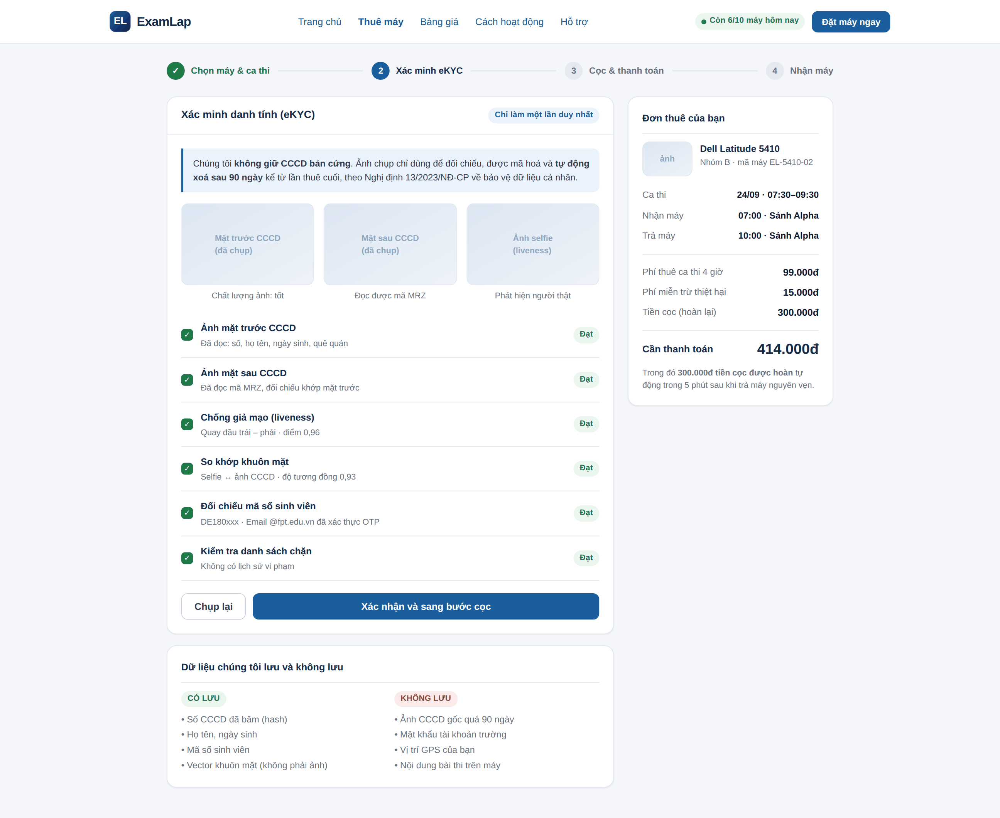 EL ExamLap
Trang chủ Thuê máy Bảng giá Cách hoạt động Hỗ trợ
Còn 6/10 máy hôm nay
Đặt máy ngay
✓ Chọn máy & ca thi
2 Xác minh eKYC
3 Cọc & thanh toán
4 Nhận máy
Xác minh danh tính (eKYC)
Chỉ làm một lần duy nhất
Chúng tôi không giữ CCCD bản cứng. Ảnh chụp chỉ dùng để đối chiếu, được mã hoá và tự động
xoá sau 90 ngày kể từ lần thuê cuối, theo Nghị định 13/2023/NĐ-CP về bảo vệ dữ liệu cá nhân.
Mặt trước CCCD
(đã chụp)
Chất lượng ảnh: tốt
Mặt sau CCCD
(đã chụp)
Đọc được mã MRZ
Ảnh selfie
(liveness)
Phát hiện người thật
✓ Ảnh mặt trước CCCD
Đã đọc: số, họ tên, ngày sinh, quê quán
Đạt
✓ Ảnh mặt sau CCCD
Đã đọc mã MRZ, đối chiếu khớp mặt trước
Đạt
✓ Chống giả mạo (liveness)
Quay đầu trái – phải · điểm 0,96
Đạt
✓ So khớp khuôn mặt
Selfie ↔ ảnh CCCD · độ tương đồng 0,93
Đạt
✓ Đối chiếu mã số sinh viên
DE180xxx · Email @fpt.edu.vn đã xác thực OTP
Đạt
✓ Kiểm tra danh sách chặn
Không có lịch sử vi phạm
Đạt
Chụp lại
Xác nhận và sang bước cọc
Dữ liệu chúng tôi lưu và không lưu
CÓ LƯU
• Số CCCD đã băm (hash)
• Họ tên, ngày sinh
• Mã số sinh viên
• Vector khuôn mặt (không phải ảnh)
KHÔNG LƯU
• Ảnh CCCD gốc quá 90 ngày
• Mật khẩu tài khoản trường
• Vị trí GPS của bạn
• Nội dung bài thi trên máy
Đơn thuê của bạn
ảnh
Dell Latitude 5410
Nhóm B · mã máy EL-5410-02
Ca thi 24/09 · 07:30–09:30
Nhận máy 07:00 · Sảnh Alpha
Trả máy 10:00 · Sảnh Alpha
Phí thuê ca thi 4 giờ 99.000đ
Phí miễn trừ thiệt hại 15.000đ
Tiền cọc (hoàn lại) 300.000đ
Cần thanh toán 414.000đ
Trong đó 300.000đ tiền cọc được hoàn tự
động trong 5 phút sau khi trả máy nguyên vẹn.